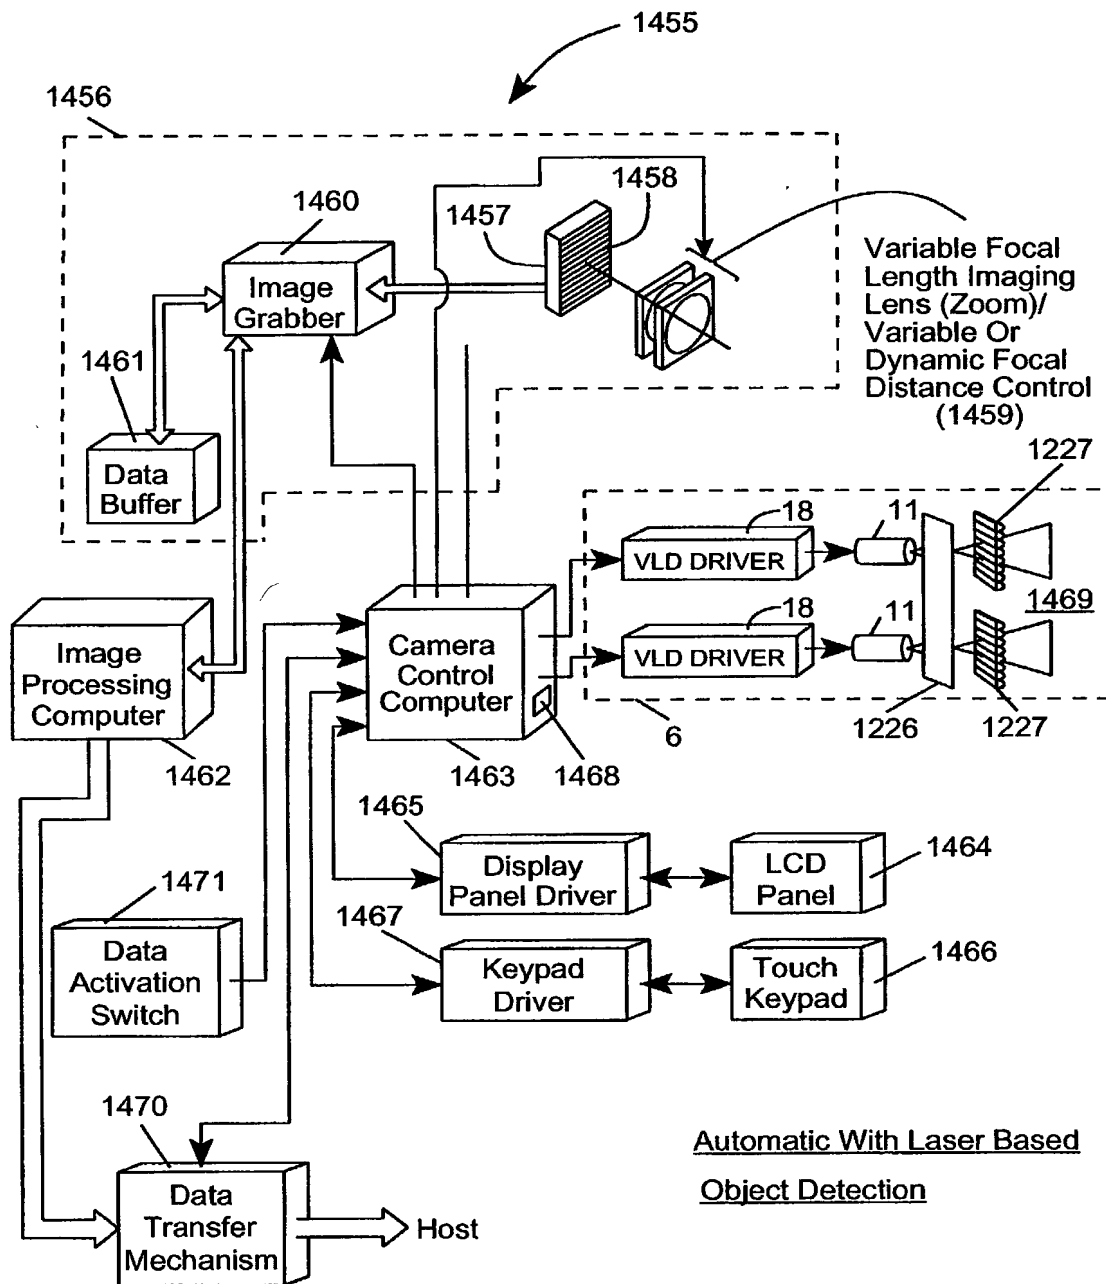 1455
1456
1458
1460
1457
Image
Grabber
Variable Focal
Length Imaging
Lens (Zoom)/
Variable Or
Dynamic Focal
Distance Control
(1459)
1461
Data
Buffer
1227
18
11
VLD DRIVER
1469
18
11
VLD DRIVER
Image
Processing
Computer
Camera
Control
Computer
6
1226
1227
1462
1463
1468
1465
Display
Panel Driver
LCD
Panel
1464
1471
Data
Activation
Switch
1467
Keypad
Driver
Touch
Keypad
1466
1470
Data
Transfer
Mechanism
Host
Automatic With Laser Based
Object Detection